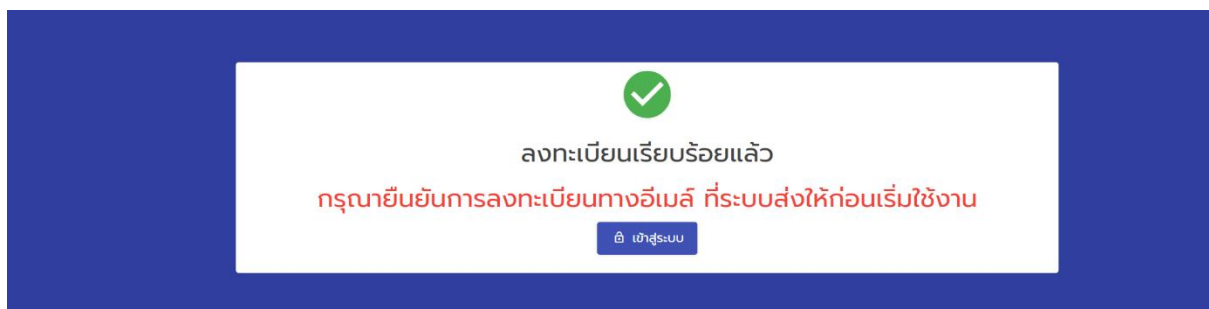 ลงทะเบียนเรียบร้อยแล้ว
กรุณายืนยันการลงทะเบียนทางอีเมล์ ที่ระบบส่งให้ก่อนเริ่มใช้งาน
เข้าสู่ระบบ